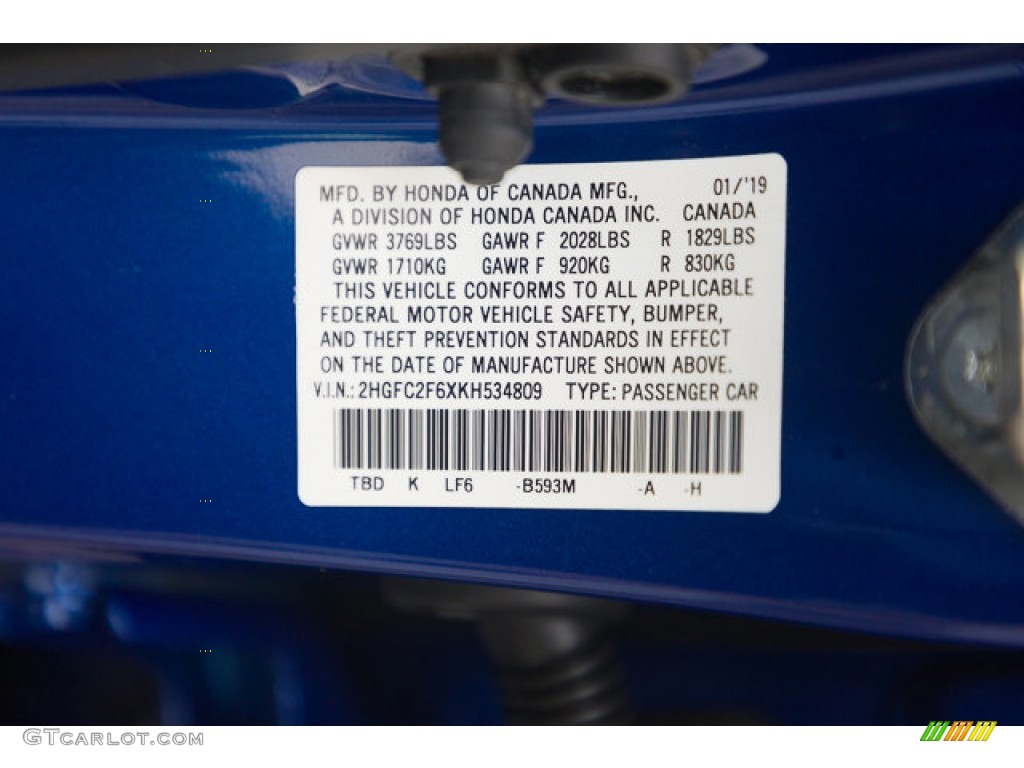 MFD. BY HONDA OF CANADA MFG., 01/'19
A DIVISION OF HONDA CANADA INC. CANADA
GVWR 3769LBS GAWR F 2028LBS R 1829LBS
GVWR 1710KG GAWR F 920KG R 830KG
THIS VEHICLE CONFORMS TO ALL APPLICABLE
FEDERAL MOTOR VEHICLE SAFETY, BUMPER,
AND THEFT PREVENTION STANDARDS IN EFFECT
ON THE DATE OF MANUFACTURE SHOWN ABOVE.
V.I.N.: 2HGFC2F6XKH534809 TYPE: PASSENGER CAR
TBD K LF6 -B593M -A -H
GTCARLOT.COM